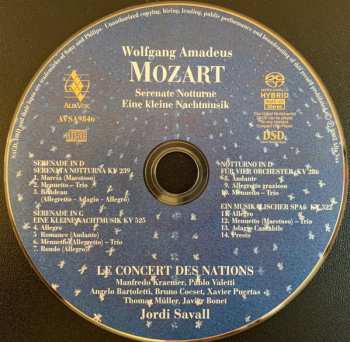 Wolfgang Amadeus
MOZART
Serenate Notturne
Eine kleine Nachtmusik
ALIAVOX
AVSA9846
HYBRID
Stereo
DSD
SERENADE IN D
SERENATA NOTTURNA KV 239
1. Marcia (Maestoso)
2. Menuetto – Trio
3. Rondeau
(Allegretto – Adagio – Allegro)
SERENADE IN G
EINE KLEINE NACHTMUSIK KV 525
4. Allegro
5. Romance (Andante)
6. Menuetto (Allegretto) – Trio
7. Rondo (Allegro)
NOTTURNO IN D
FÜR VIER ORCHESTER (KV 286)
8. Andante
9. Allegretto grazioso
10. Menuetto – Trio
EIN MUSIKALISCHER SPAß KV 522
11. Allegro
12. Menuetto (Maestoso) – Trio
13. Adagio Cantabile
14. Presto
LE CONCERT DES NATIONS
Manfredo Kraemer, Pablo Valetti
Angelo Bartoletti, Bruno Cocset, Xavier Puertas
Thomas Müller, Javier Bonet
Jordi Savall